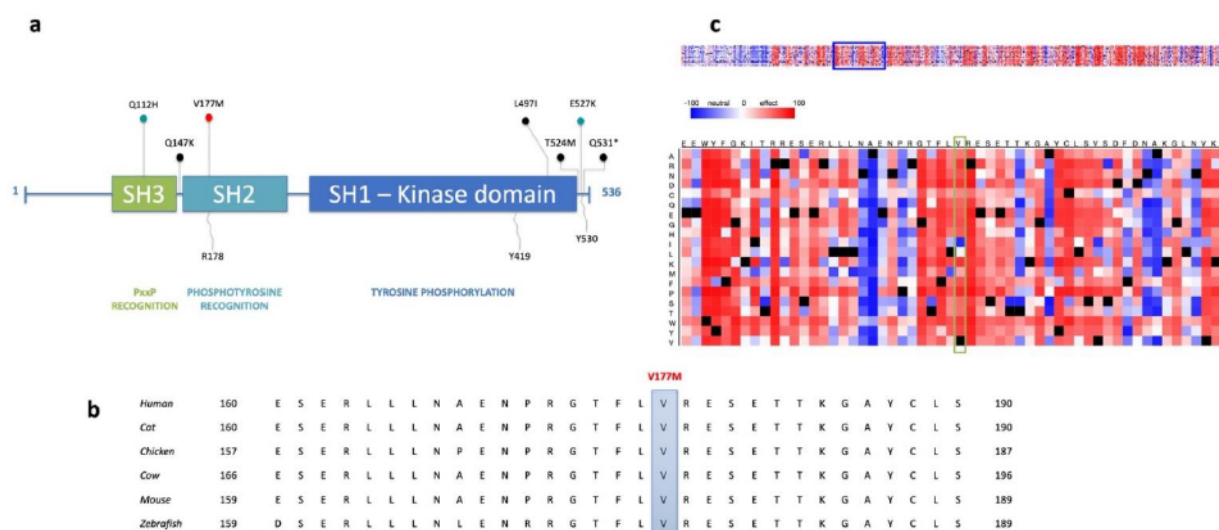 a
Q112H
V177M
Q147K
L497I
E527K
T524M
Q531*
1
SH3
SH2
SH1 – Kinase domain
536
R178
Y419
Y530
PxxP RECOGNITION
PHOSPHOTYROSINE RECOGNITION
TYROSINE PHOSPHORYLATION
c
-100 neutral 0 effect 100
E E W Y F G K I T R R E S E R L L L N A E N P R G T F L V R E S E T T K G A Y C L S V S D F D N A K G L N V K
A
R
N
D
C
Q
E
G
H
I
L
K
M
F
P
S
T
W
Y
V
V177M
b
Human 160 E S E R L L L N A E N P R G T F L V R E S E T T K G A Y C L S 190
Cat 160 E S E R L L L N A E N P R G T F L V R E S E T T K G A Y C L S 190
Chicken 157 E S E R L L L N P E N P R G T F L V R E S E T T K G A Y C L S 187
Cow 166 E S E R L L L N A E N P R G T F L V R E S E T T K G A Y C L S 196
Mouse 159 E S E R L L L N A E N P R G T F L V R E S E T T K G A Y C L S 189
Zebrafish 159 D S E R L L L N L E N R R G T F L V R E S E T T K G A Y C L S 189